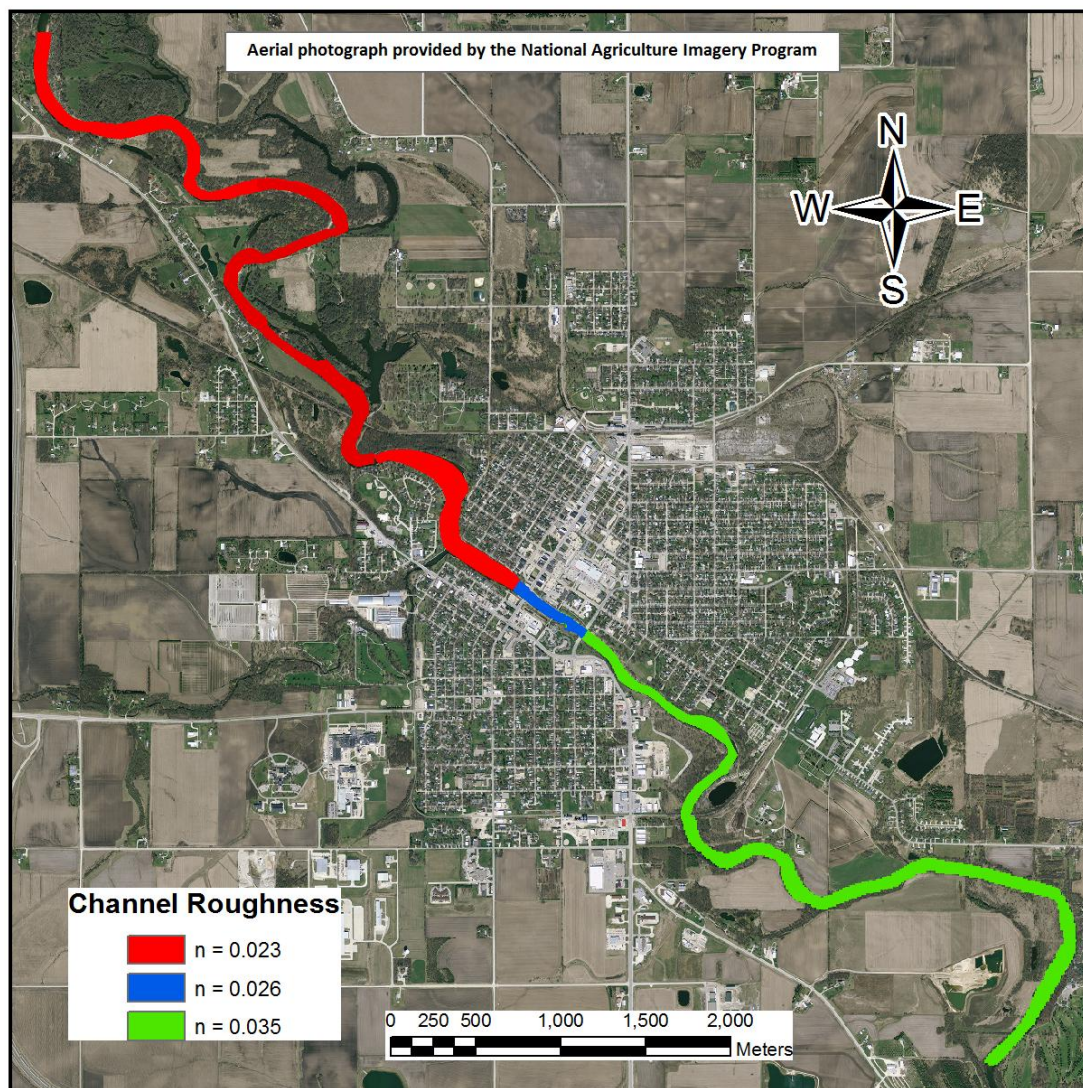 Aerial photograph provided by the National Agriculture Imagery Program
N
W E
S
Channel Roughness
n = 0.023
n = 0.026
n = 0.035
0 250 500 1,000 1,500 2,000
Meters